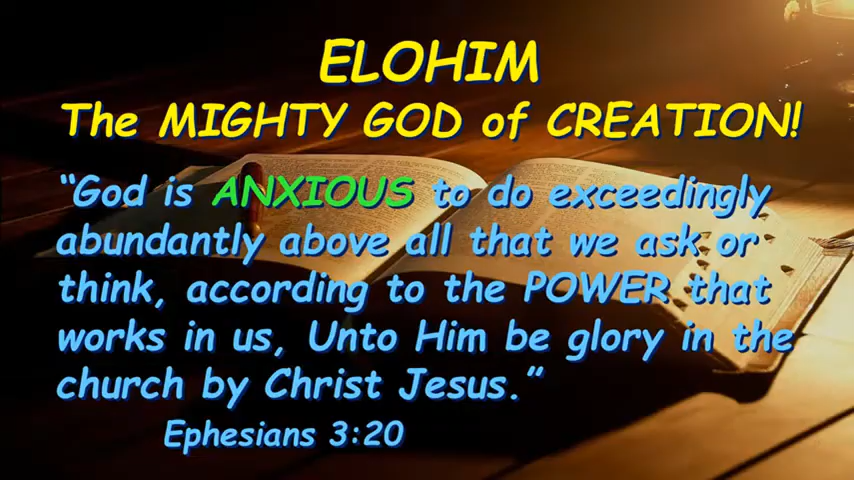 ELOHIM
The MIGHTY GOD of CREATION!
“God is ANXIOUS to do exceedingly
abundantly above all that we ask or
think, according to the POWER that
works in us, Unto Him be glory in the
church by Christ Jesus.”
Ephesians 3:20